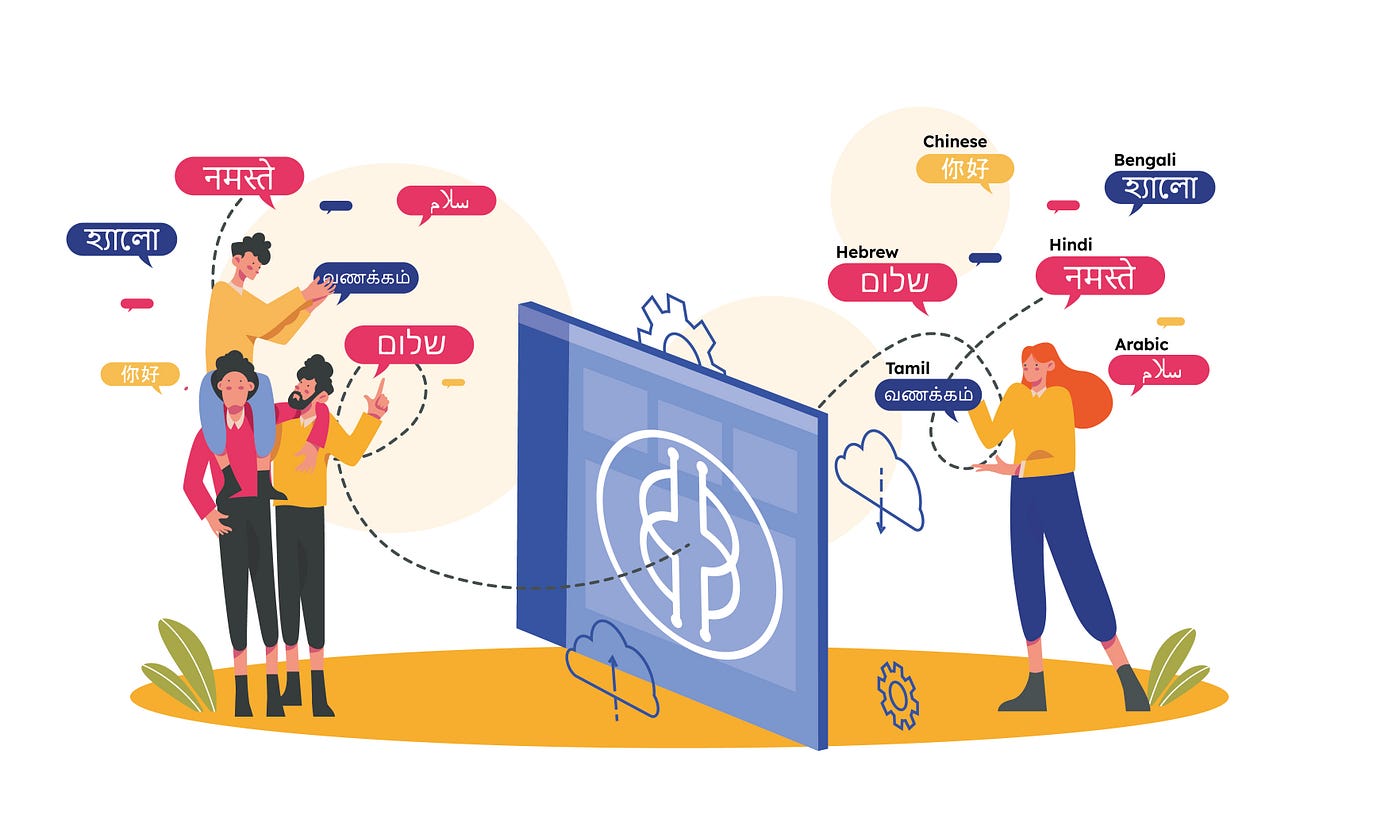 नमस्ते
سلام
হ্যালো
வணக்கம்
שלום
你好
Chinese
你好
Bengali
হ্যালো
Hebrew
שלום
Hindi
नमस्ते
Arabic
سلام
Tamil
வணக்கம்